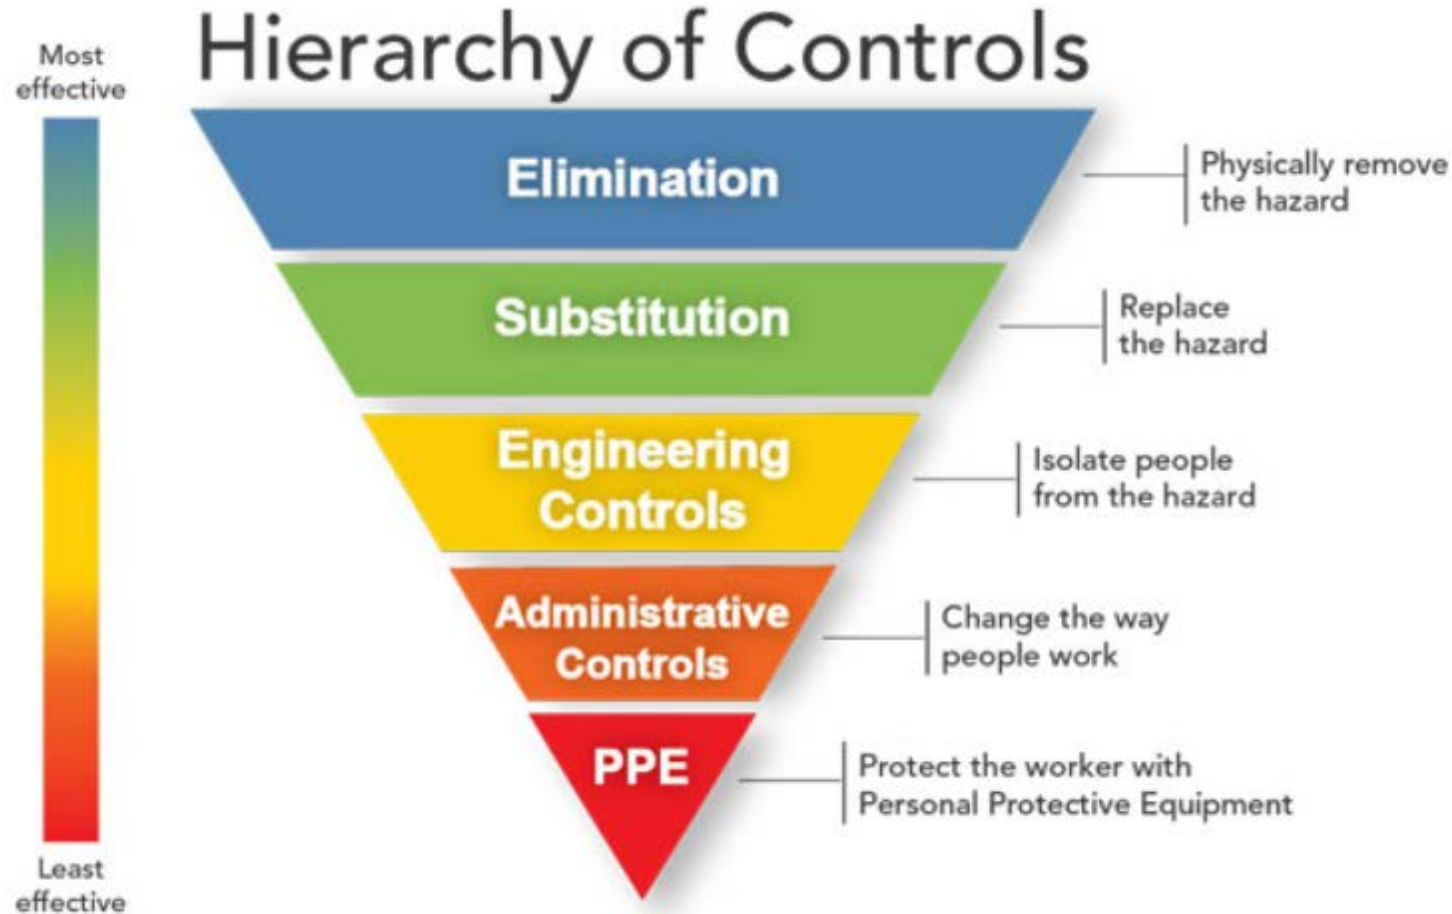 Hierarchy of Controls
Most
effective
Elimination
Physically remove
the hazard
Substitution
Replace
the hazard
Engineering
Controls
Isolate people
from the hazard
Administrative
Controls
Change the way
people work
PPE
Protect the worker with
Personal Protective Equipment
Least
effective